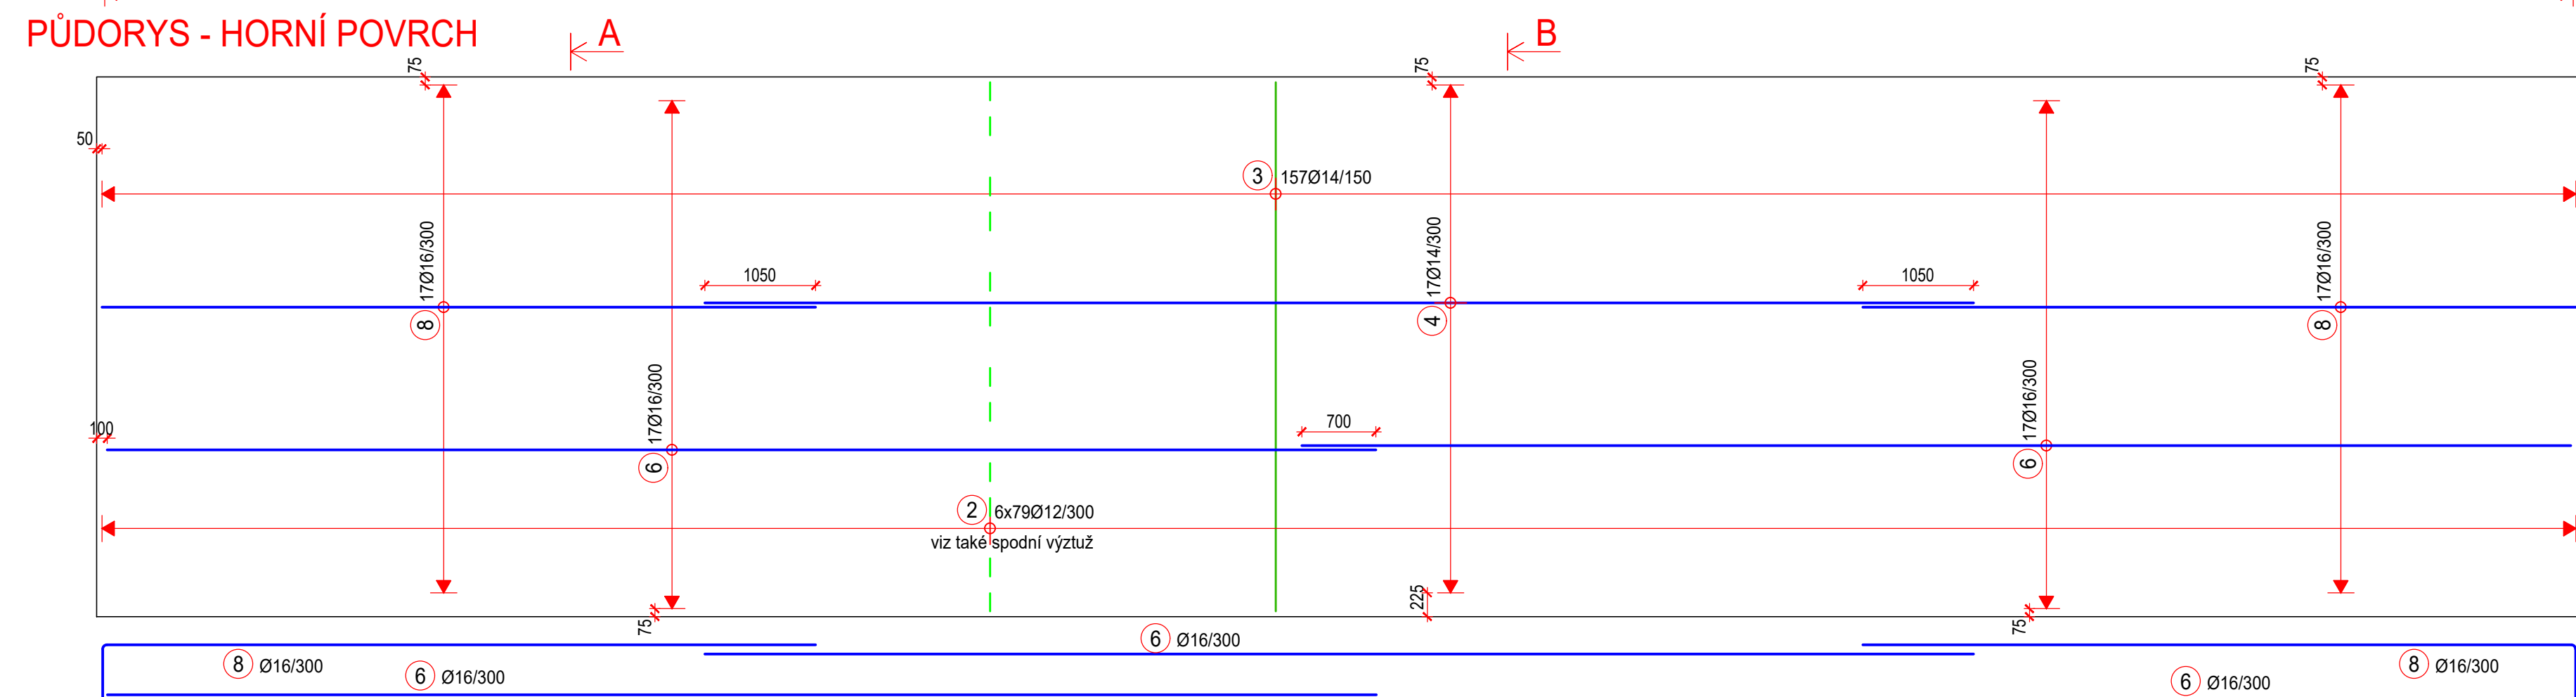 PŮDORYS - HORNÍ POVRCH
A
B
75
75
75
50
3 157Ø14/150
17Ø16/300
8
1050
17Ø14/300
4
1050
17Ø16/300
8
100
17Ø16/300
6
700
17Ø16/300
6
2 6x79Ø12/300
viz také spodní výztuž
75
225
75
8 Ø16/300
6 Ø16/300
6 Ø16/300
6 Ø16/300
8 Ø16/300